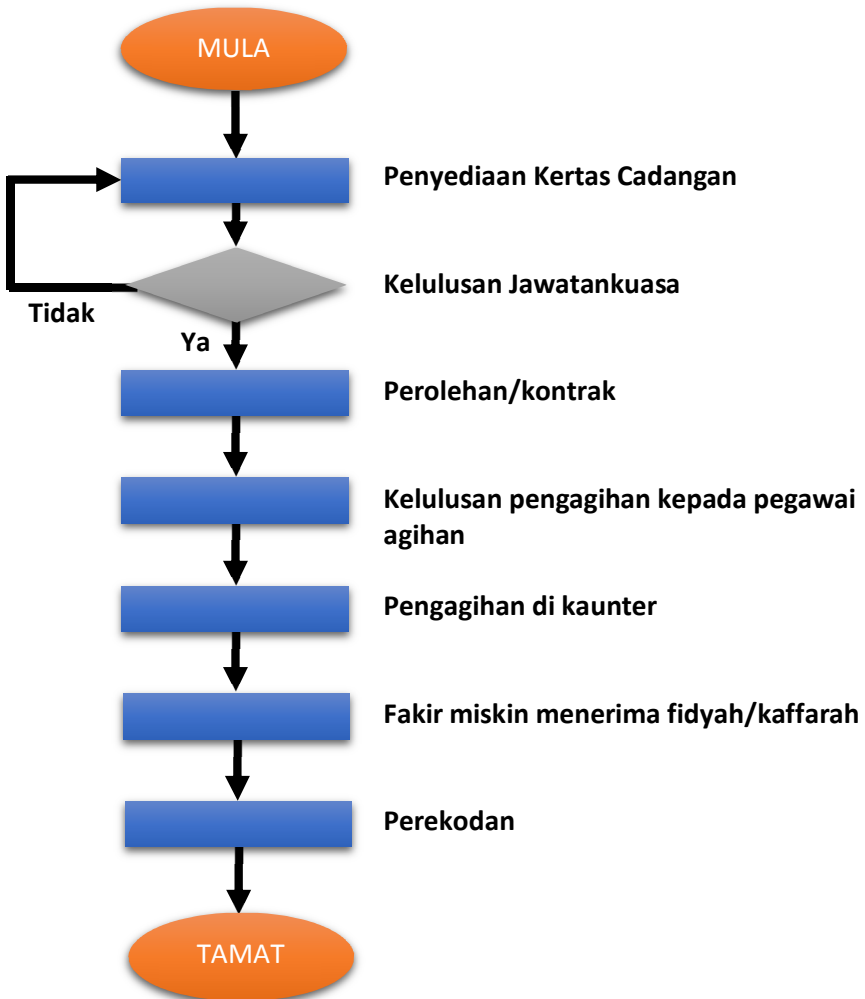 MULA
Penyediaan Kertas Cadangan
Kelulusan Jawatankuasa
Tidak
Ya
Perolehan/kontrak
Kelulusan pengagihan kepada pegawai
agihan
Pengagihan di kaunter
Fakir miskin menerima fidyah/kaffarah
Perekodan
TAMAT